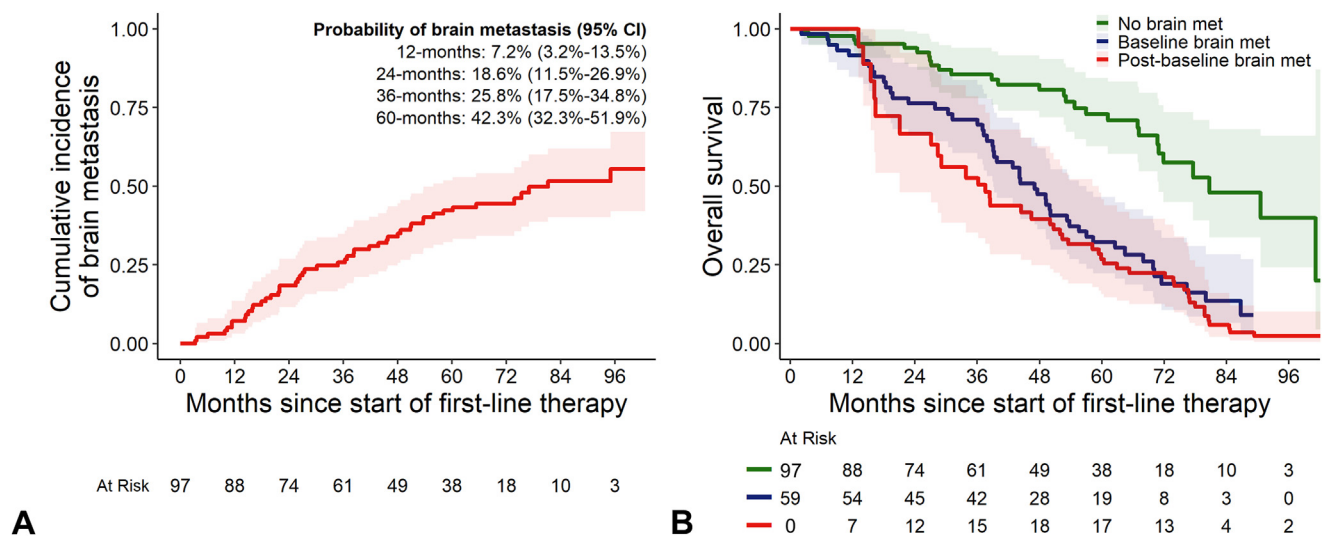 Probability of brain metastasis (95% CI)
12-months: 7.2% (3.2%-13.5%)
24-months: 18.6% (11.5%-26.9%)
36-months: 25.8% (17.5%-34.8%)
60-months: 42.3% (32.3%-51.9%)
Cumulative incidence
of brain metastasis
1.00
0.75
0.50
0.25
0.00
0 12 24 36 48 60 72 84 96
Months since start of first-line therapy
At Risk 97 88 74 61 49 38 18 10 3
A
No brain met
Baseline brain met
Post-baseline brain met
Overall survival
1.00
0.75
0.50
0.25
0.00
0 12 24 36 48 60 72 84 96
Months since start of first-line therapy
At Risk
97 88 74 61 49 38 18 10 3
59 54 45 42 28 19 8 3 0
0 7 12 15 18 17 13 4 2
B